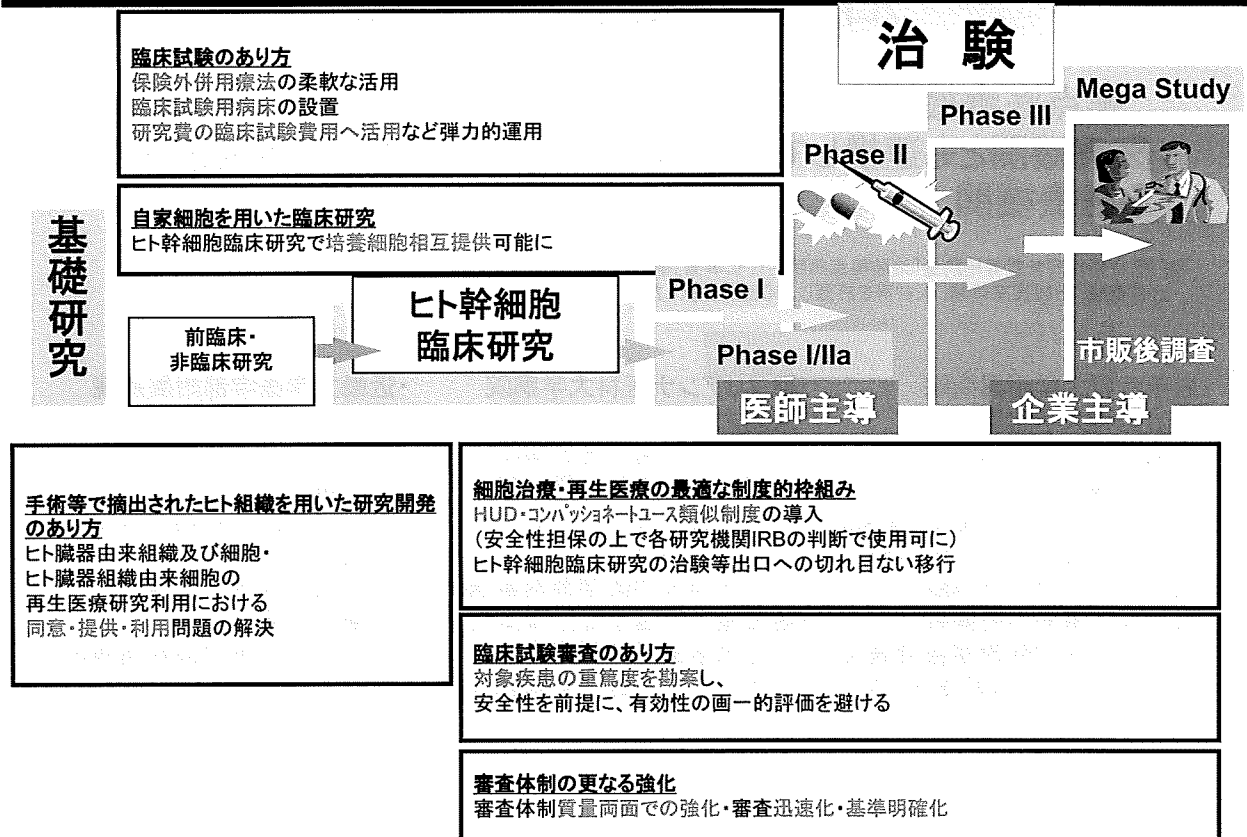 臨床試験のあり方
保険外併用療法の柔軟な活用
臨床試験用病床の設置
研究費の臨床試験費用へ活用など弾力的運用
治 験
Mega Study
Phase III
Phase II
自家細胞を用いた臨床研究
ヒト幹細胞臨床研究で培養細胞相互提供可能に
基礎研究
前臨床・
非臨床研究
ヒト幹細胞
臨床研究
Phase I
Phase I/IIa
市販後調査
医師主導
企業主導
手術等で摘出されたヒト組織を用いた研究開発
のあり方
ヒト臓器由来組織及び細胞・
ヒト臓器組織由来細胞の
再生医療研究利用における
同意・提供・利用問題の解決
細胞治療・再生医療の最適な制度的枠組み
HUD・コンパッショネートユース類似制度の導入
（安全性担保の上で各研究機関IRBの判断で使用可に）
ヒト幹細胞臨床研究の治験等出口への切れ目ない移行
臨床試験審査のあり方
対象疾患の重篤度を勘案し、
安全性を前提に、有効性の画一的評価を避ける
審査体制の更なる強化
審査体制質量両面での強化・審査迅速化・基準明確化